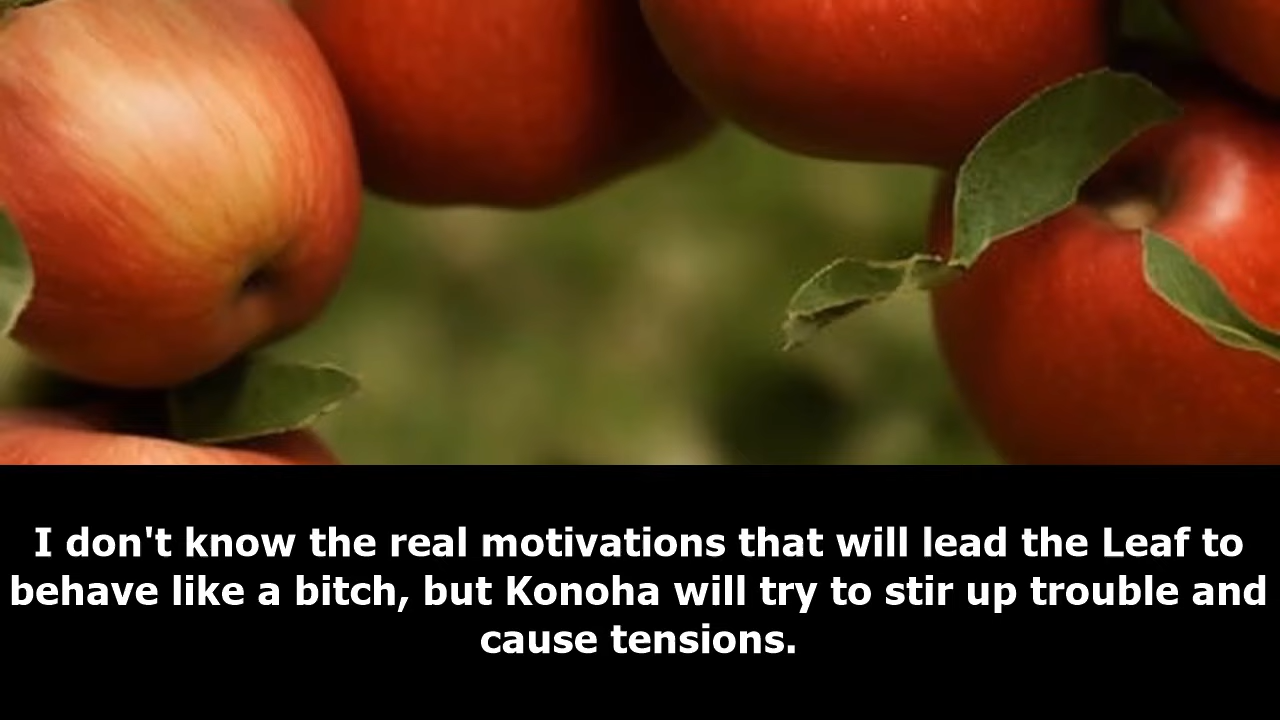 I don't know the real motivations that will lead the Leaf to
behave like a bitch, but Konoha will try to stir up trouble and
cause tensions.